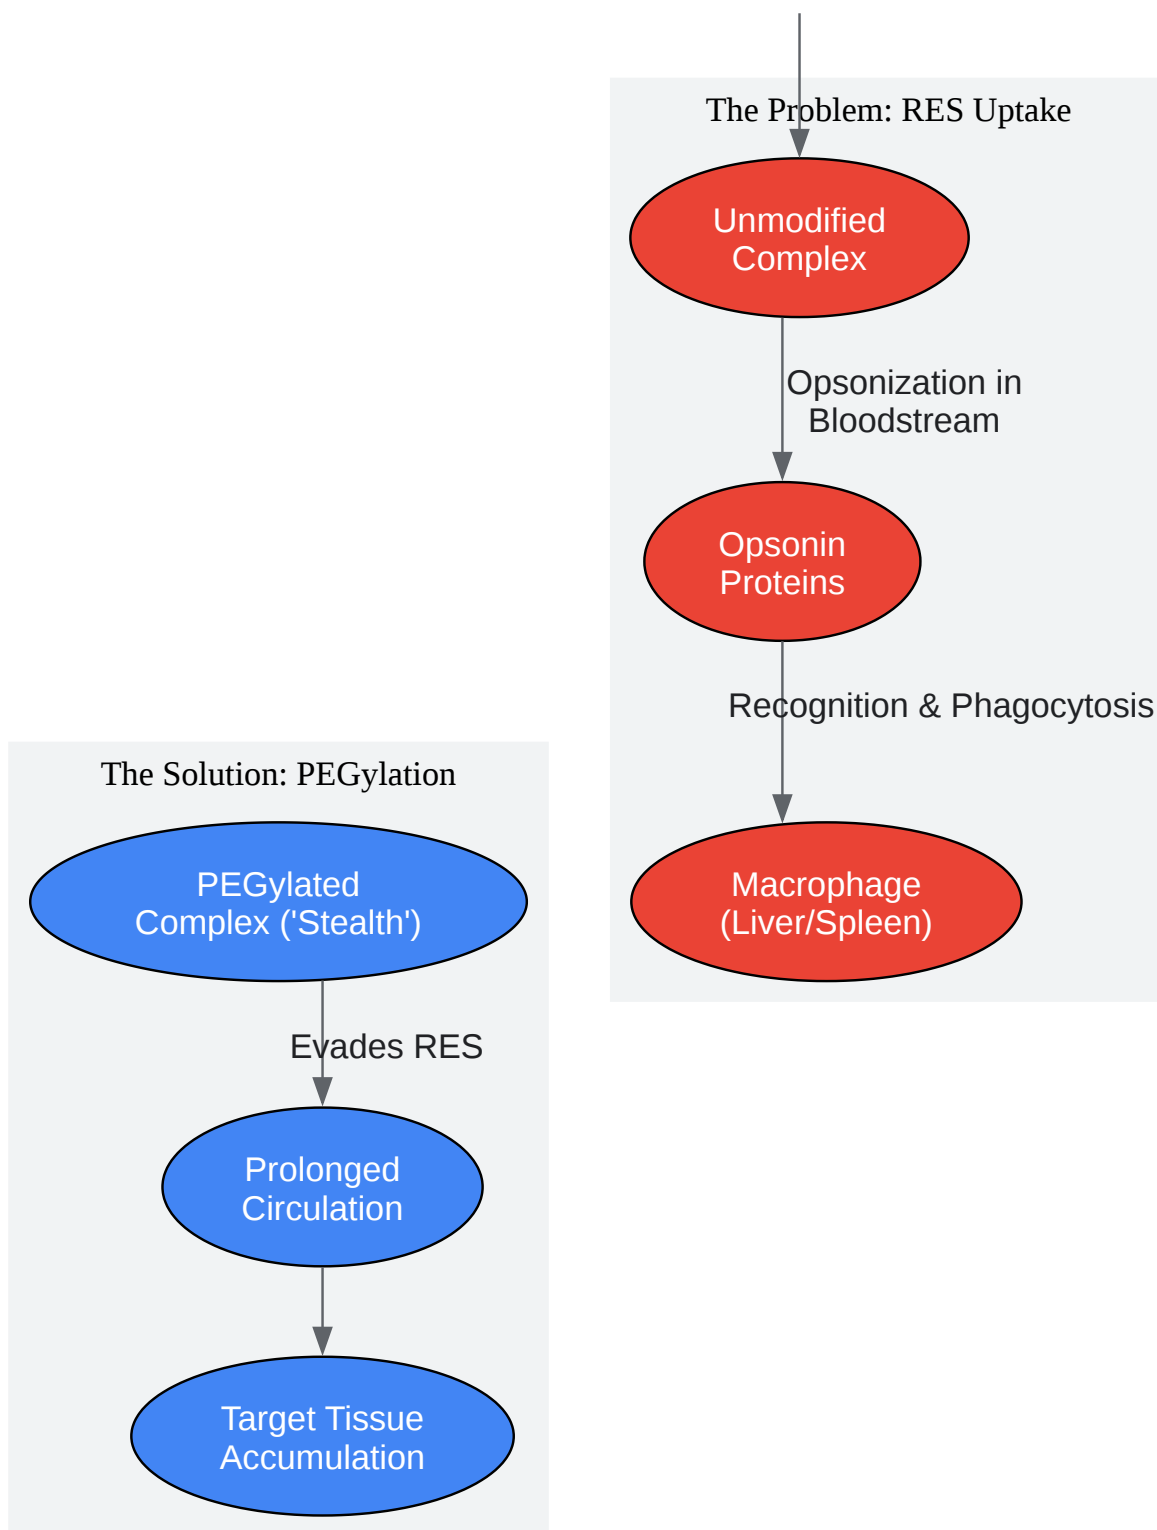 The Problem: RES Uptake
Unmodified
Complex
Opsonization in
Bloodstream
Opsonin
Proteins
Recognition & Phagocytosis
Macrophage
(Liver/Spleen)
The Solution: PEGylation
PEGylated
Complex ('Stealth')
Evades RES
Prolonged
Circulation
Target Tissue
Accumulation